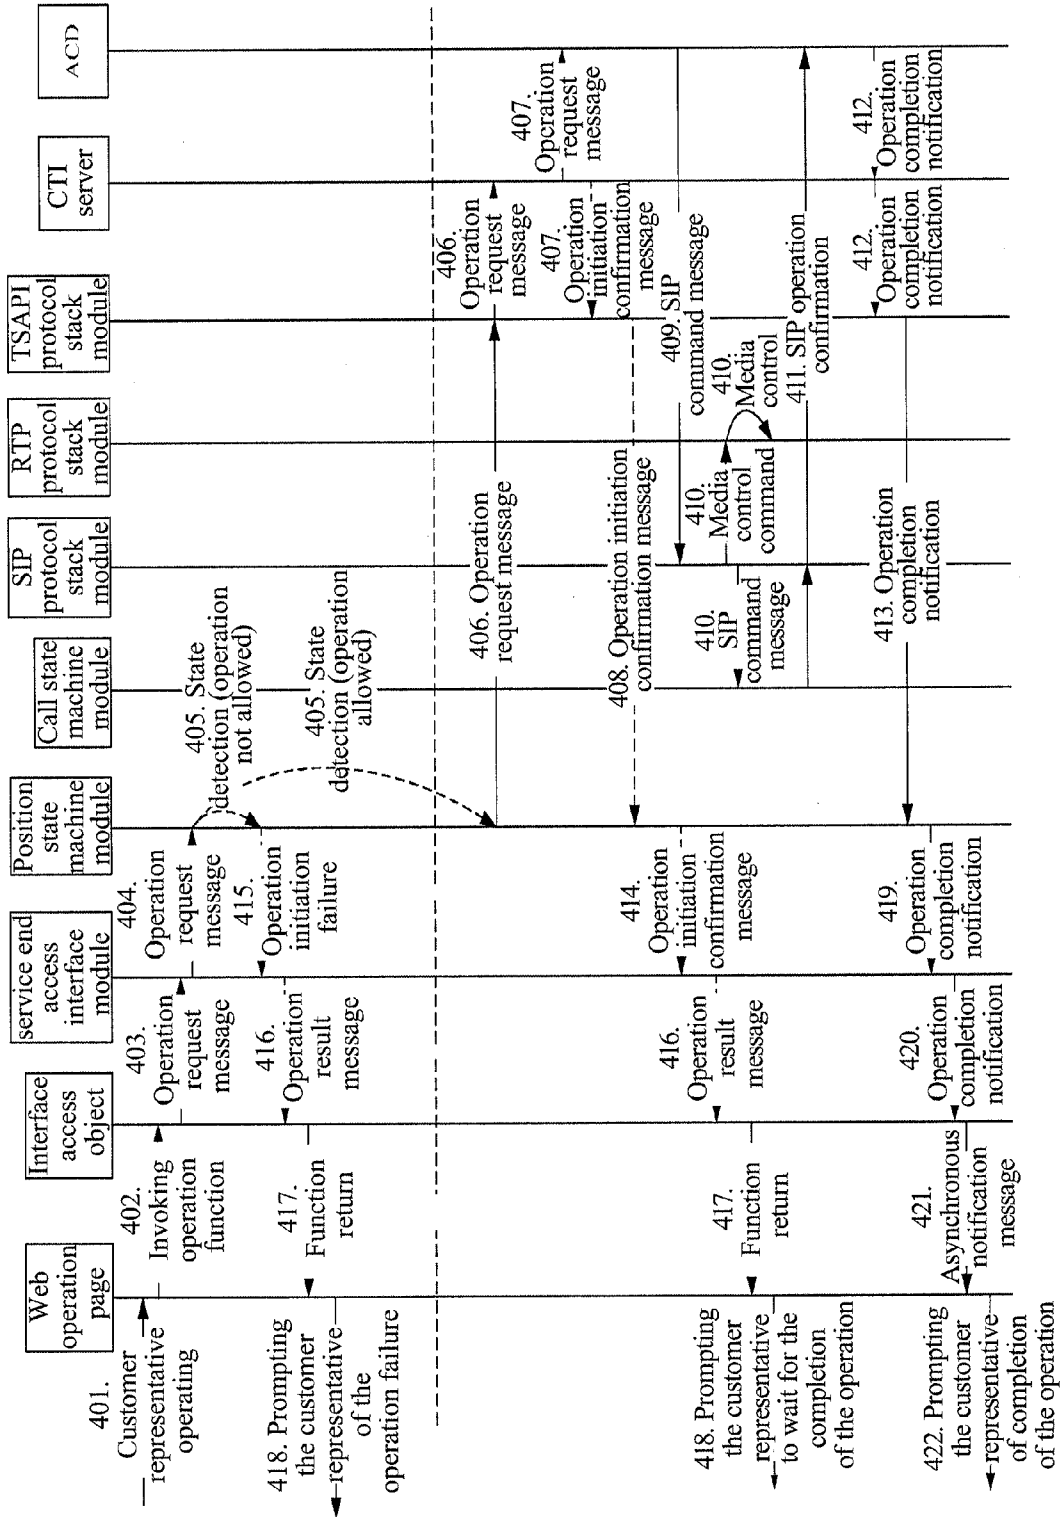 Web
operation
page
Interface
access
object
service end
access
interface
module
Position
state
machine
module
Call state
machine
module
SIP
protocol
stack
module
RTP
protocol
stack
module
TSAPI
protocol
stack
module
CTI
server
ACD
401.
Customer
representative
operating
402.
Invoking
operation
function
403.
Operation
request
message
404.
Operation
request
message
405. State
detection (operation
not allowed)
405. State
detection (operation
allowed)
415.
Operation
initiation
failure
416.
Operation
result
message
417.
Function
return
418. Prompting
the customer
representative
of the
operation failure
406. Operation
request message
406.
Operation
request
message
407.
Operation
request
message
407.
Operation
initiation
confirmation
message
408. Operation initiation
confirmation message
409. SIP
command message
410.
SIP
command
message
410.
Media
control
command
410.
Media
control
411. SIP operation
confirmation
414.
Operation
initiation
confirmation
message
416.
Operation
result
message
417.
Function
return
418. Prompting
the customer
representative
to wait for the
completion
of the operation
412.
Operation
completion
notification
412.
Operation
completion
notification
413. Operation
completion
notification
419.
Operation
completion
notification
420.
Operation
completion
notification
421.
Asynchronous
notification
message
422. Prompting
the customer
representative
of completion
of the operation